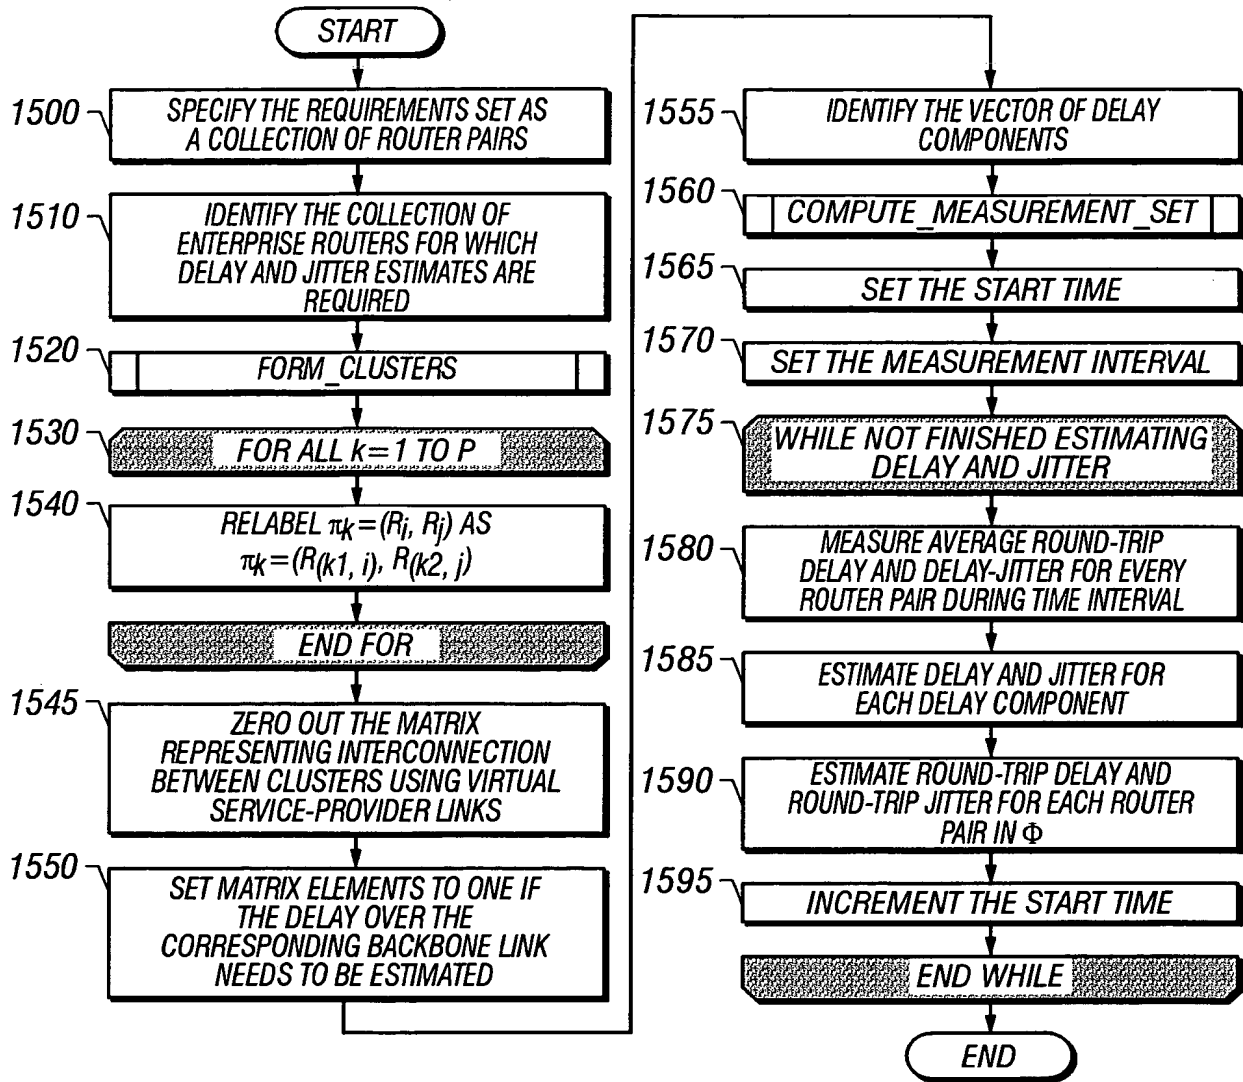 START
1500
SPECIFY THE REQUIREMENTS SET AS
A COLLECTION OF ROUTER PAIRS
1510
IDENTIFY THE COLLECTION OF
ENTERPRISE ROUTERS FOR WHICH
DELAY AND JITTER ESTIMATES ARE
REQUIRED
1520
FORM_CLUSTERS
1530
FOR ALL k=1 TO P
1540
RELABEL πk=(Ri, Rj) AS
πk=(R(k1, i), R(k2, j)
END FOR
1545
ZERO OUT THE MATRIX
REPRESENTING INTERCONNECTION
BETWEEN CLUSTERS USING VIRTUAL
SERVICE-PROVIDER LINKS
1550
SET MATRIX ELEMENTS TO ONE IF
THE DELAY OVER THE
CORRESPONDING BACKBONE LINK
NEEDS TO BE ESTIMATED
1555
IDENTIFY THE VECTOR OF DELAY
COMPONENTS
1560
COMPUTE_MEASUREMENT_SET
1565
SET THE START TIME
1570
SET THE MEASUREMENT INTERVAL
1575
WHILE NOT FINISHED ESTIMATING
DELAY AND JITTER
1580
MEASURE AVERAGE ROUND-TRIP
DELAY AND DELAY-JITTER FOR EVERY
ROUTER PAIR DURING TIME INTERVAL
1585
ESTIMATE DELAY AND JITTER FOR
EACH DELAY COMPONENT
1590
ESTIMATE ROUND-TRIP DELAY AND
ROUND-TRIP JITTER FOR EACH ROUTER
PAIR IN Φ
1595
INCREMENT THE START TIME
END WHILE
END